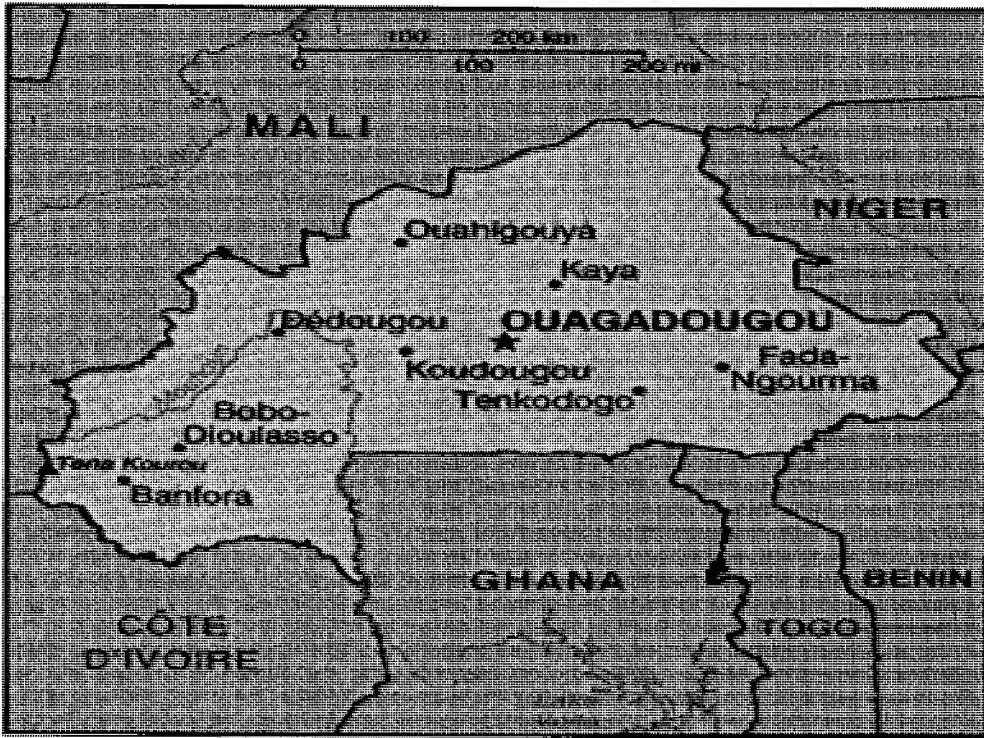 0 100 200 km
0 100 200 mi
MALI
NIGER
Ouahigouya
Kaya
Dédougou
OUAGADOUGOU
Koudougou
Fada-
Ngourma
Tenkodogo
Bobo-
Dioulasso
Tena Kourou
Banfora
GHANA
BENIN
CÔTE
D'IVOIRE
TOGO